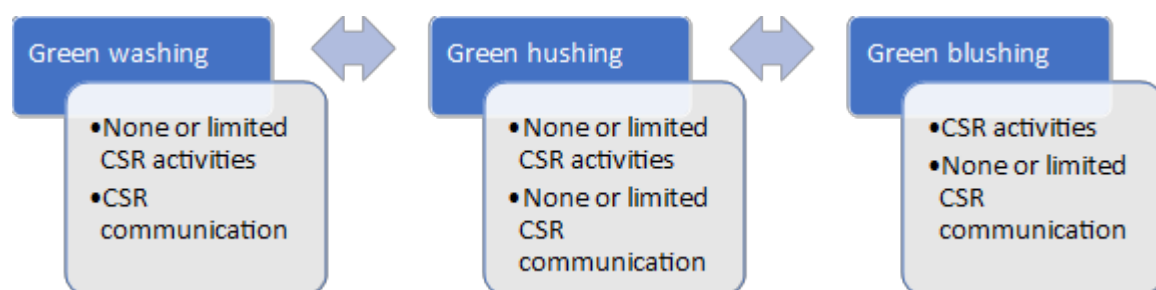 Green washing
•None or limited
CSR activities
•CSR
communication
Green hushing
•None or limited
CSR activities
•None or limited
CSR
communication
Green blushing
•CSR activities
•None or limited
CSR
communication